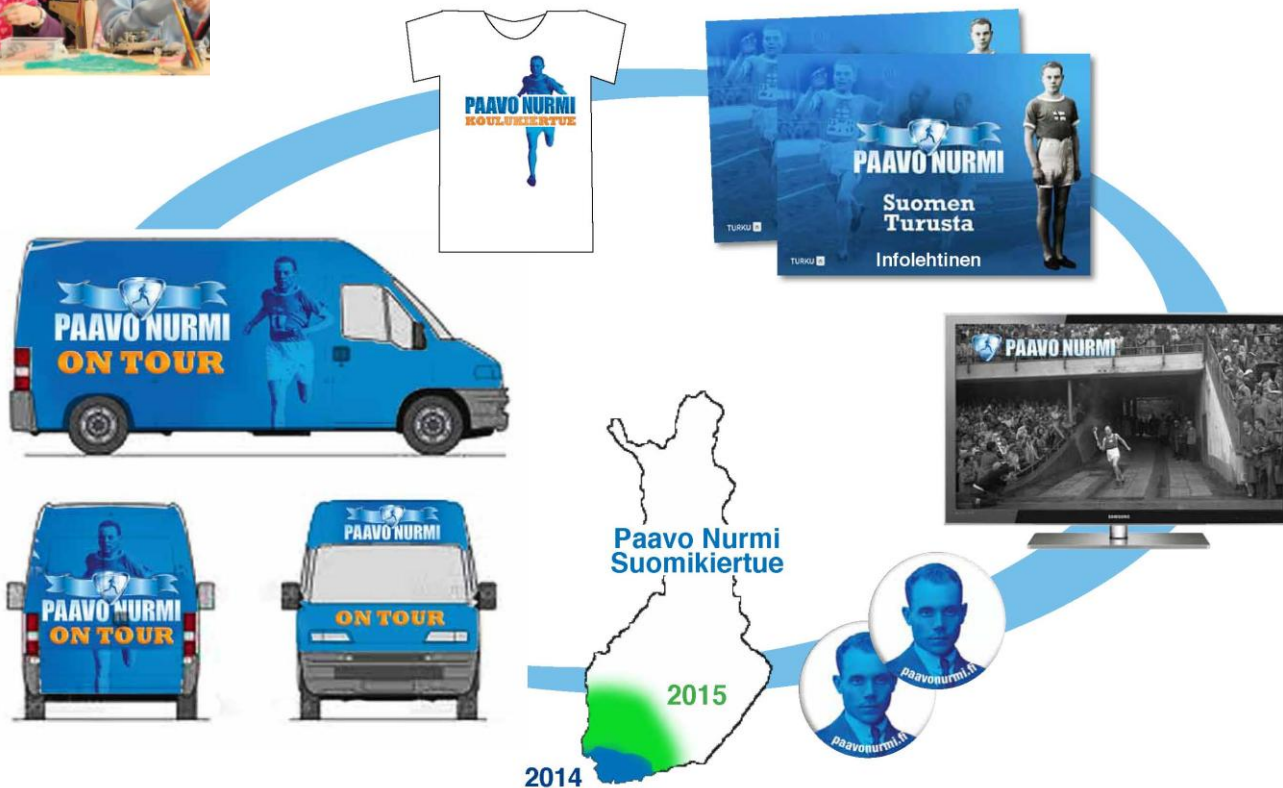 PAAVO NURMI
KOULUKIERTUE
PAAVO NURMI
Suomen
Turusta
TURKU
TURKU
Infolehtinen
PAAVO NURMI
ON TOUR
PAAVO NURMI
SAMSUNG
PAAVO NURMI
ON TOUR
PAAVO NURMI
ON TOUR
Paavo Nurmi
Suomikiertue
2015
2014
paavonurmi.fi
paavonurmi.fi